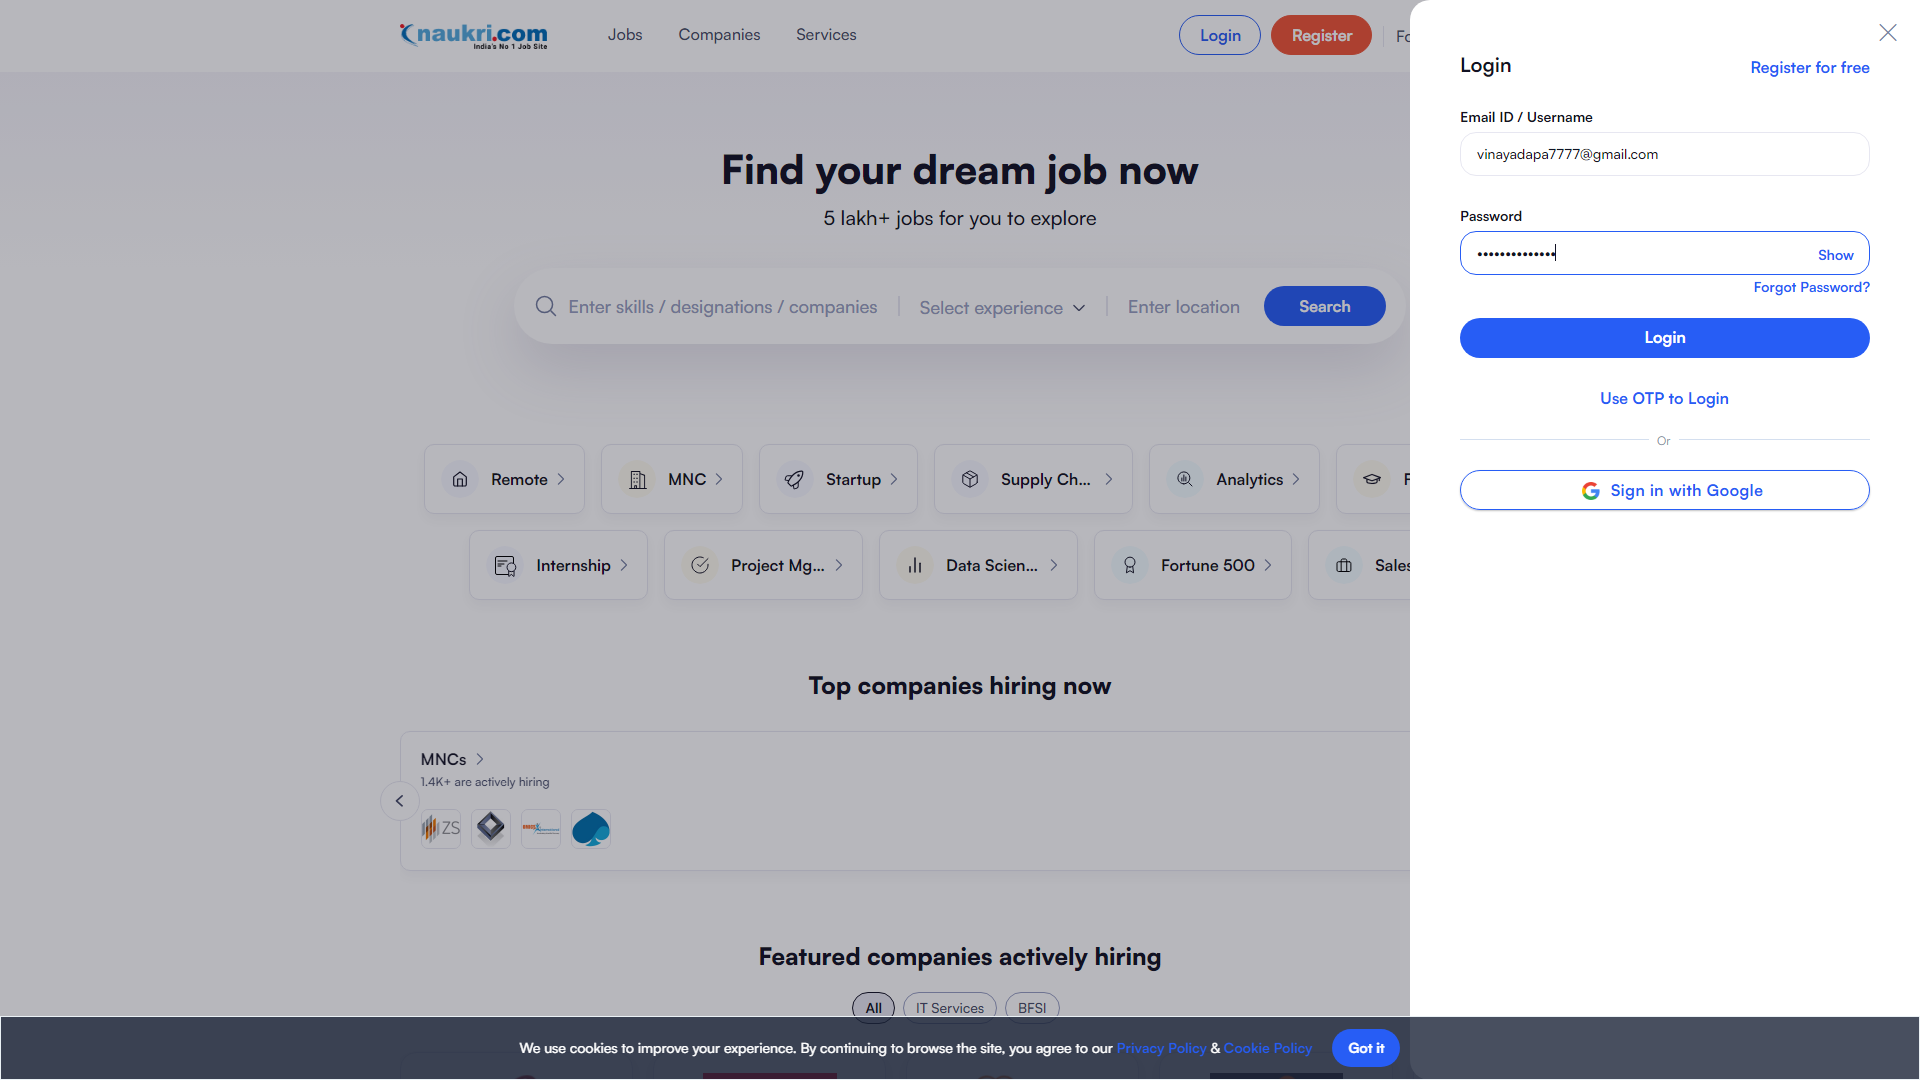 naukri.com
India's No 1 Job Site
Jobs
Companies
Services
Login
Register
Fo
Login
Register for free
Email ID / Username
vinayadapa7777@gmail.com
Password
••••••••••••••
Show
Forgot Password?
Login
Use OTP to Login
Or
Sign in with Google
Find your dream job now
5 lakh+ jobs for you to explore
Enter skills / designations / companies
Select experience
Enter location
Search
Remote
MNC
Startup
Supply Ch...
Analytics
F
Internship
Project Mg...
Data Scien...
Fortune 500
Sales
Top companies hiring now
MNCs
1.4K+ are actively hiring
ZS
Featured companies actively hiring
All
IT Services
BFSI
We use cookies to improve your experience. By continuing to browse the site, you agree to our Privacy Policy & Cookie Policy
Got it